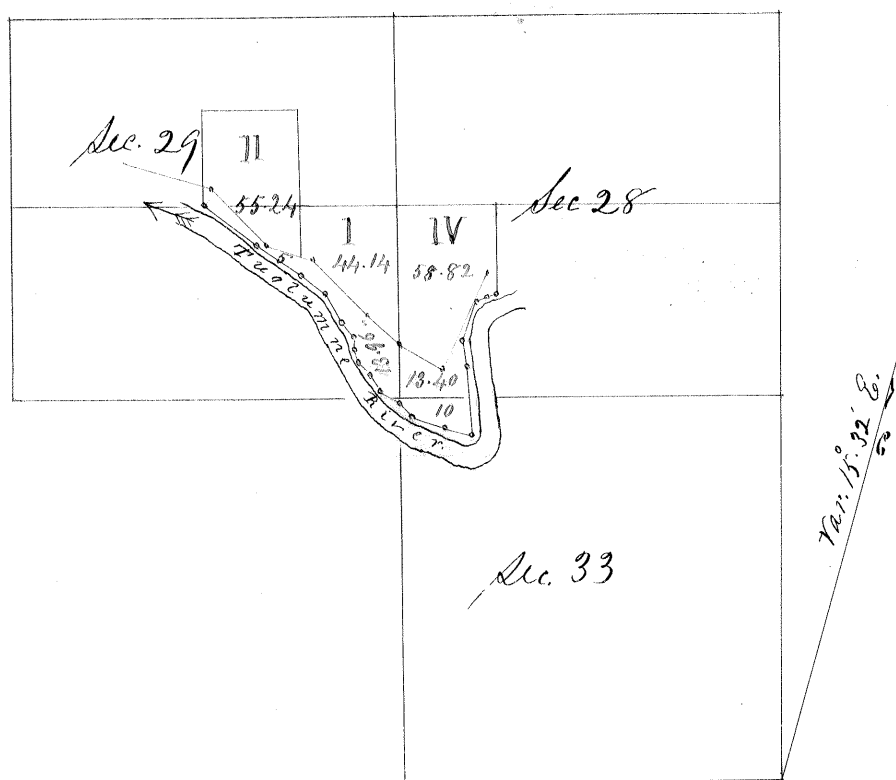 Sec. 29
II
55.24
Sec 28
I
IV
44.14
58.82
5
Tuolumne River.
13.40
10
Var. 15° 32' E.
Sec. 33